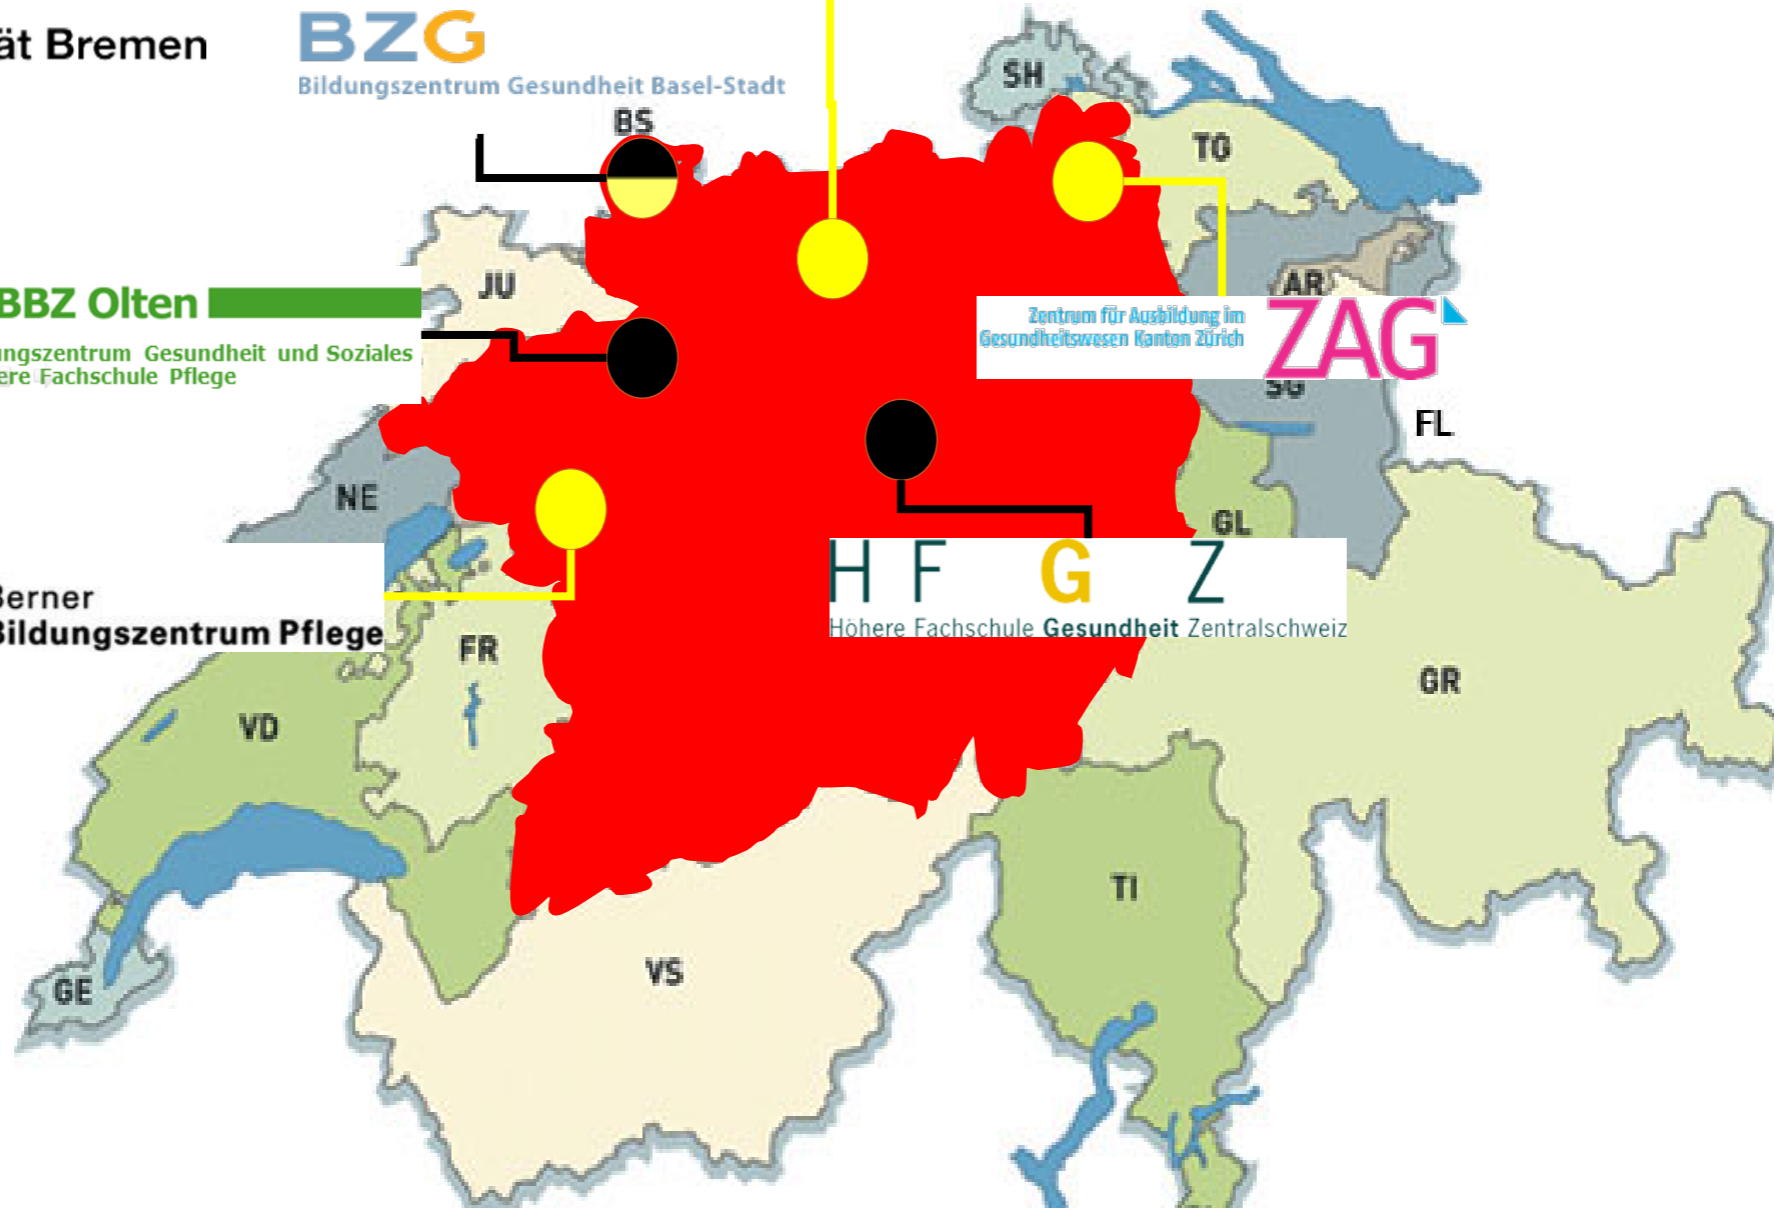 ät Bremen
BZG
Bildungszentrum Gesundheit Basel-Stadt
BS
SH
TG
JU
AR
BBZ Olten
ungszentrum Gesundheit und Soziales
ere Fachschule Pflege
Zentrum für Ausbildung im
Gesundheitswesen Kanton Zürich
ZAG
SG
FL
NE
GL
HFGZ
Höhere Fachschule Gesundheit Zentralschweiz
Berner
Bildungszentrum Pflege
FR
GR
VD
TI
VS
GE